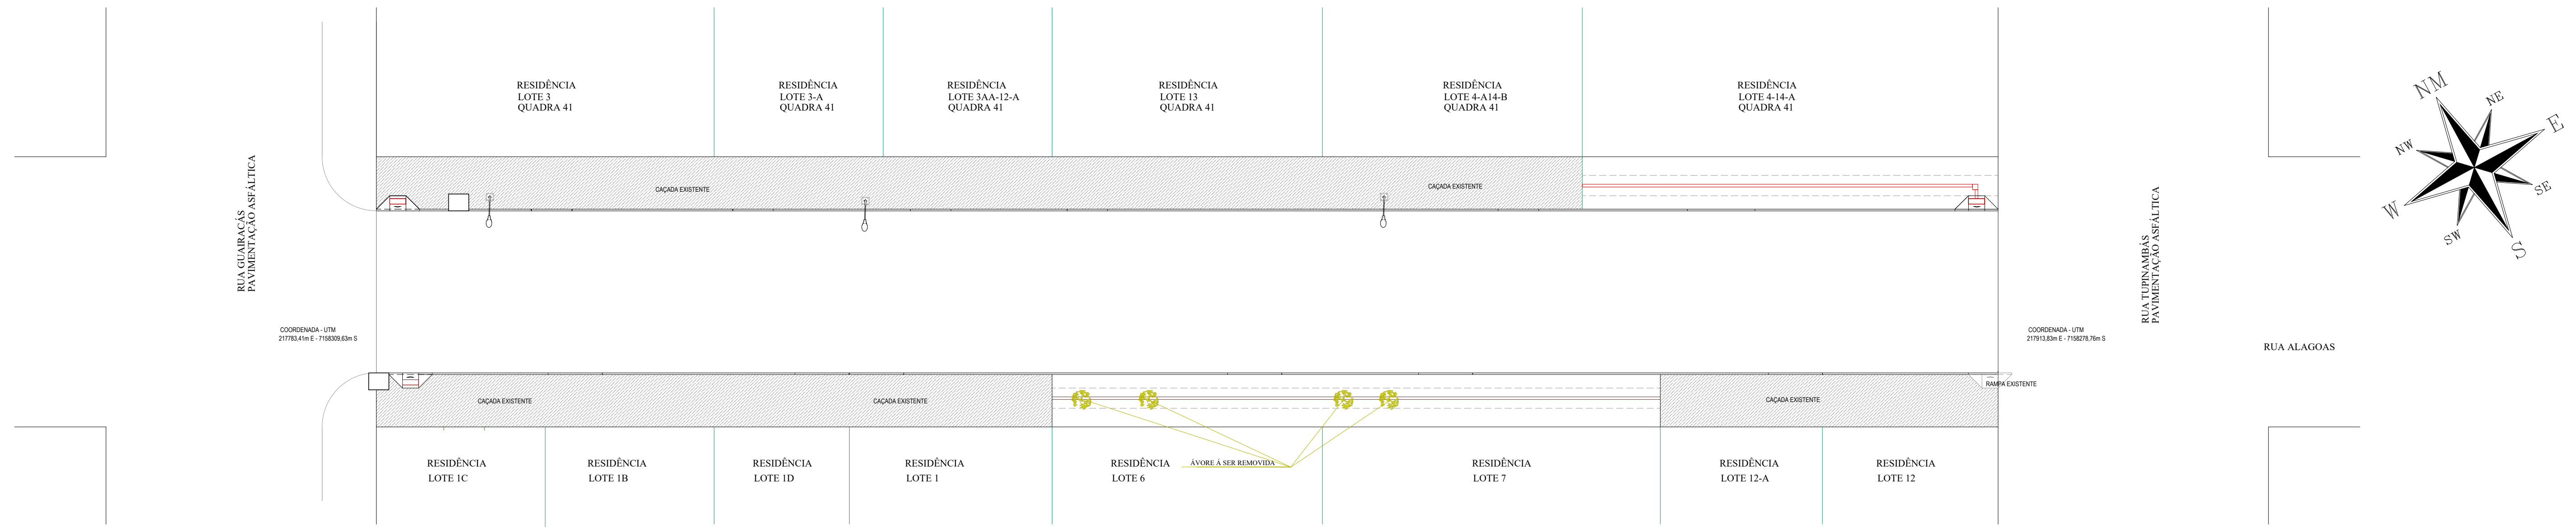 RESIDÊNCIA
LOTE 3
QUADRA 41
RESIDÊNCIA
LOTE 3-A
QUADRA 41
RESIDÊNCIA
LOTE 3AA-12-A
QUADRA 41
RESIDÊNCIA
LOTE 13
QUADRA 41
RESIDÊNCIA
LOTE 4-A14-B
QUADRA 41
RESIDÊNCIA
LOTE 4-14-A
QUADRA 41
NM
NE
E
SE
S
SW
W
NW
CAÇADA EXISTENTE
CAÇADA EXISTENTE
RUA GUAIRACÁS
PAVIMENTAÇÃO ASFÁLTICA
RUA TUPINAMBÁS
PAVIMENTAÇÃO ASFÁLTICA
COORDENADA - UTM
217783,41m E - 7158309,63m S
COORDENADA - UTM
217913,83m E - 7158278,76m S
RUA ALAGOAS
RAMPA EXISTENTE
CAÇADA EXISTENTE
CAÇADA EXISTENTE
CAÇADA EXISTENTE
ÁVORE Á SER REMOVIDA
RESIDÊNCIA
LOTE 1C
RESIDÊNCIA
LOTE 1B
RESIDÊNCIA
LOTE 1D
RESIDÊNCIA
LOTE 1
RESIDÊNCIA
LOTE 6
RESIDÊNCIA
LOTE 7
RESIDÊNCIA
LOTE 12-A
RESIDÊNCIA
LOTE 12